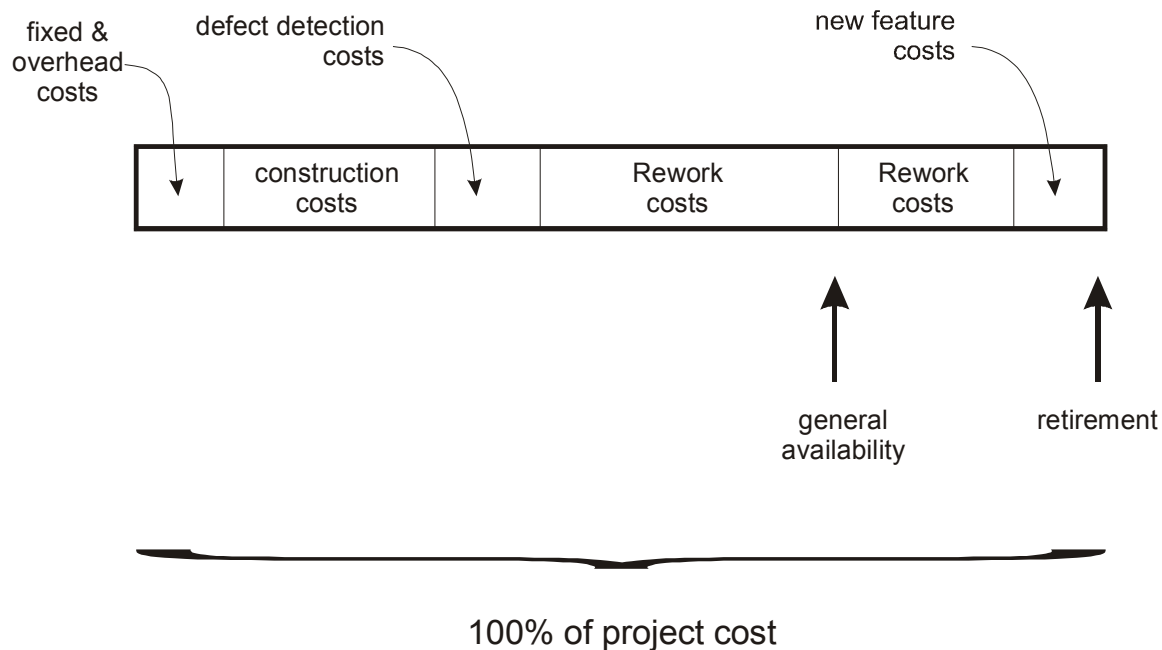 fixed &
overhead
costs
defect detection
costs
new feature
costs
construction
costs
Rework
costs
Rework
costs
general
availability
retirement
100% of project cost